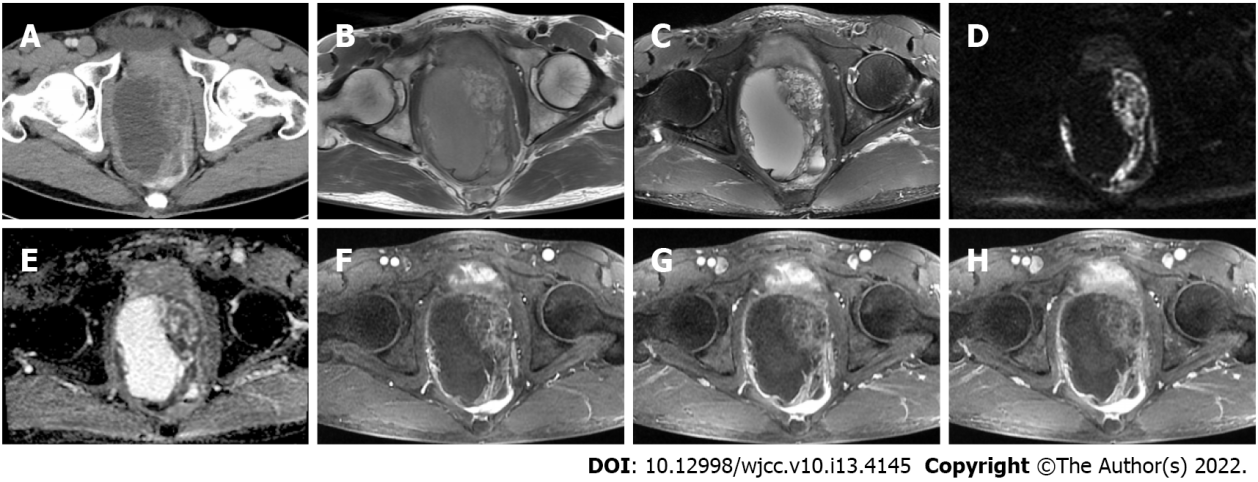 A B C D
E F G H
DOI: 10.12998/wjcc.v10.i13.4145 Copyright ©The Author(s) 2022.